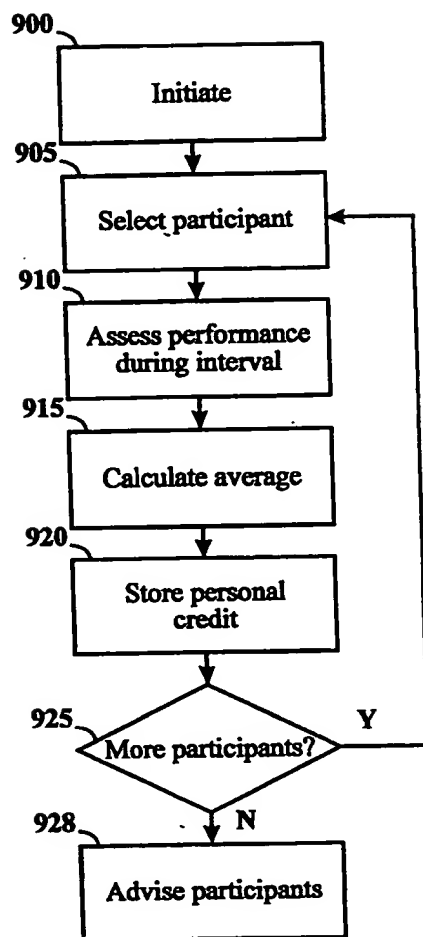 900
Initiate
905
Select participant
910
Assess performance
during interval
915
Calculate average
920
Store personal
credit
925
More participants?
Y
N
928
Advise participants